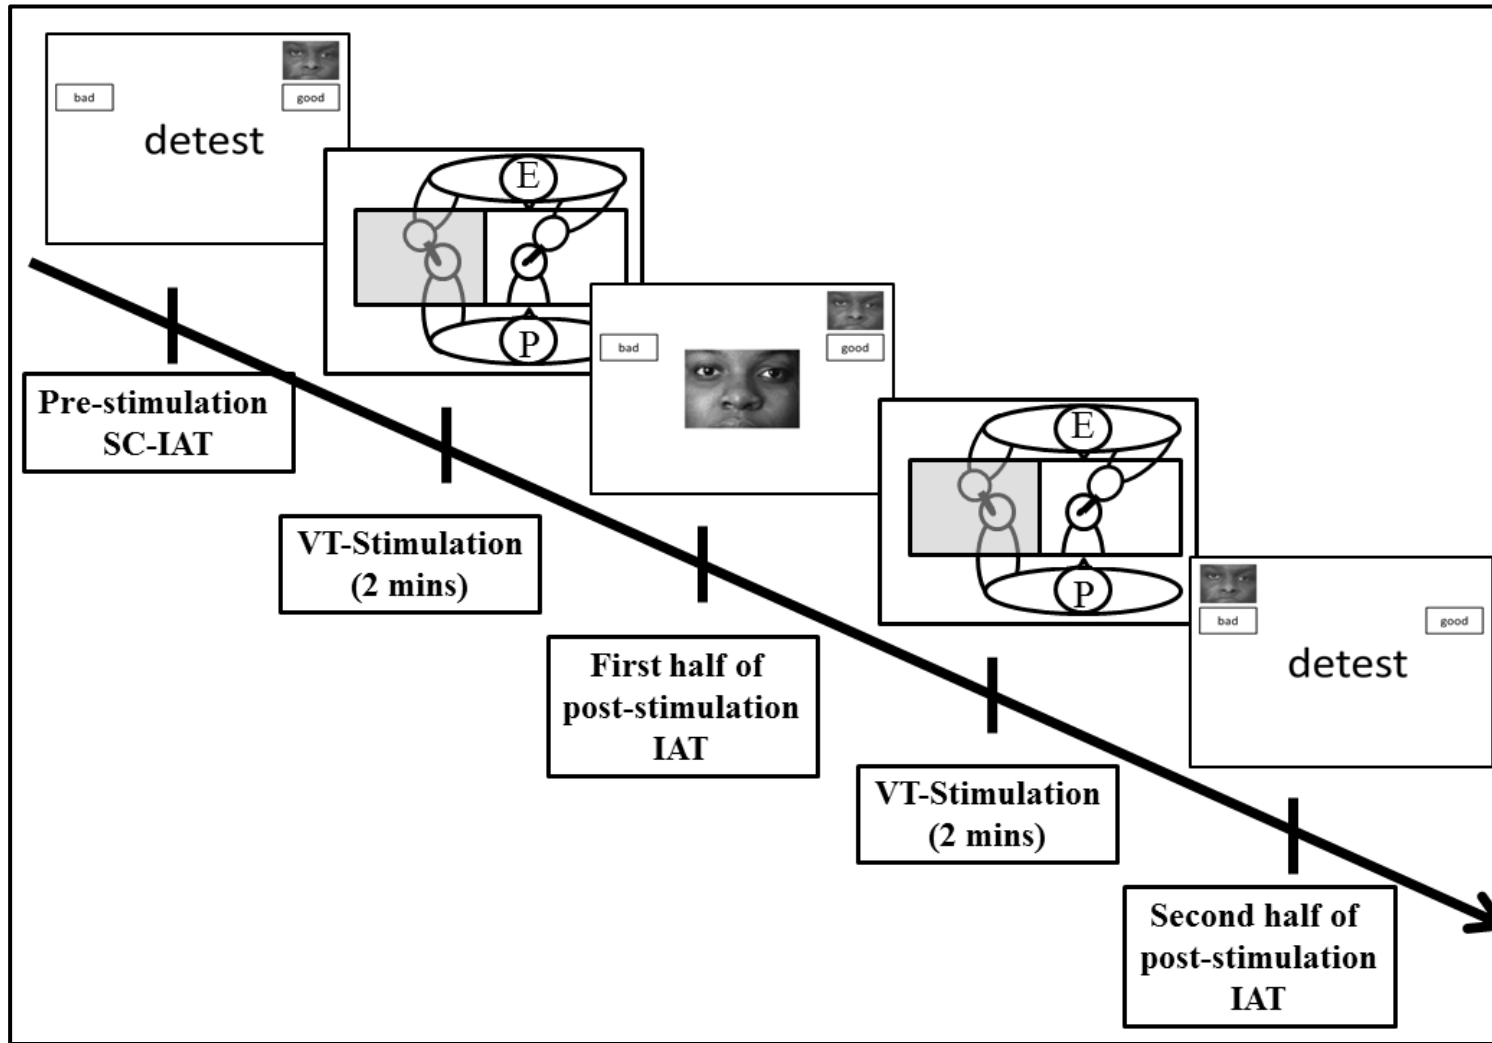 bad
good
detest
E
P
Pre-stimulation
SC-IAT
VT-Stimulation
(2 mins)
bad
good
First half of
post-stimulation
IAT
E
P
VT-Stimulation
(2 mins)
bad
good
detest
Second half of
post-stimulation
IAT